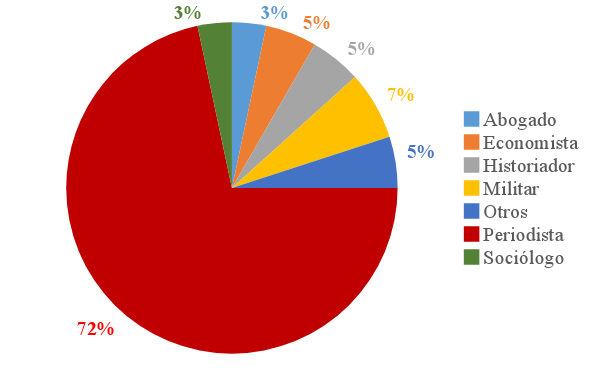 3%
3%
5%
5%
7%
5%
72%
Abogado
Economista
Historiador
Militar
Otros
Periodista
Sociólogo